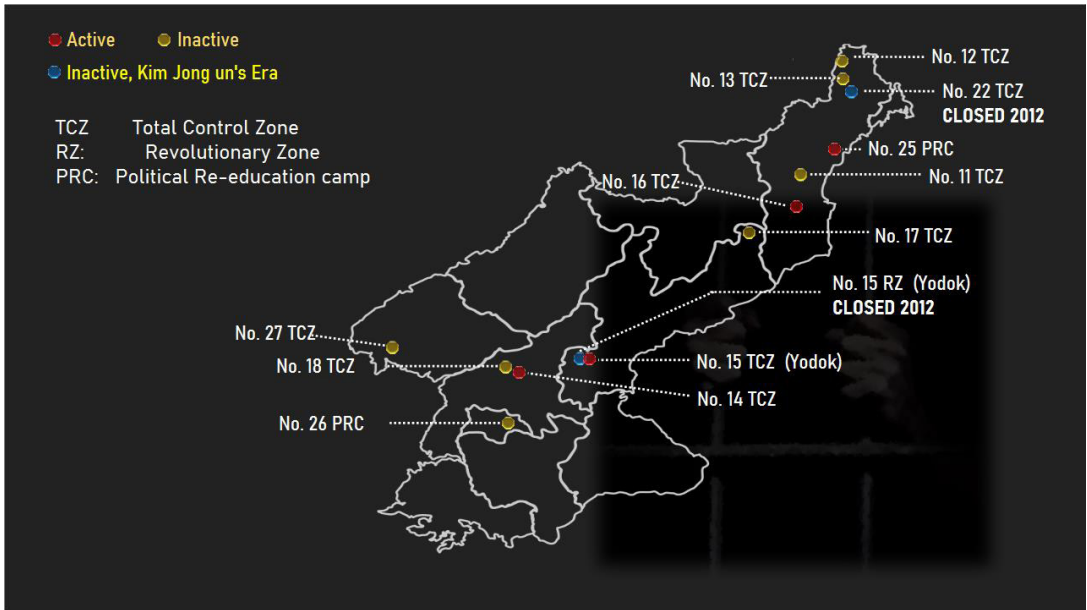 Active
Inactive
Inactive, Kim Jong un's Era
TCZ Total Control Zone
RZ: Revolutionary Zone
PRC: Political Re-education camp
No. 12 TCZ
No. 13 TCZ
No. 22 TCZ
CLOSED 2012
No. 25 PRC
No. 16 TCZ
No. 11 TCZ
No. 17 TCZ
No. 15 RZ (Yodok)
CLOSED 2012
No. 27 TCZ
No. 18 TCZ
No. 15 TCZ (Yodok)
No. 14 TCZ
No. 26 PRC